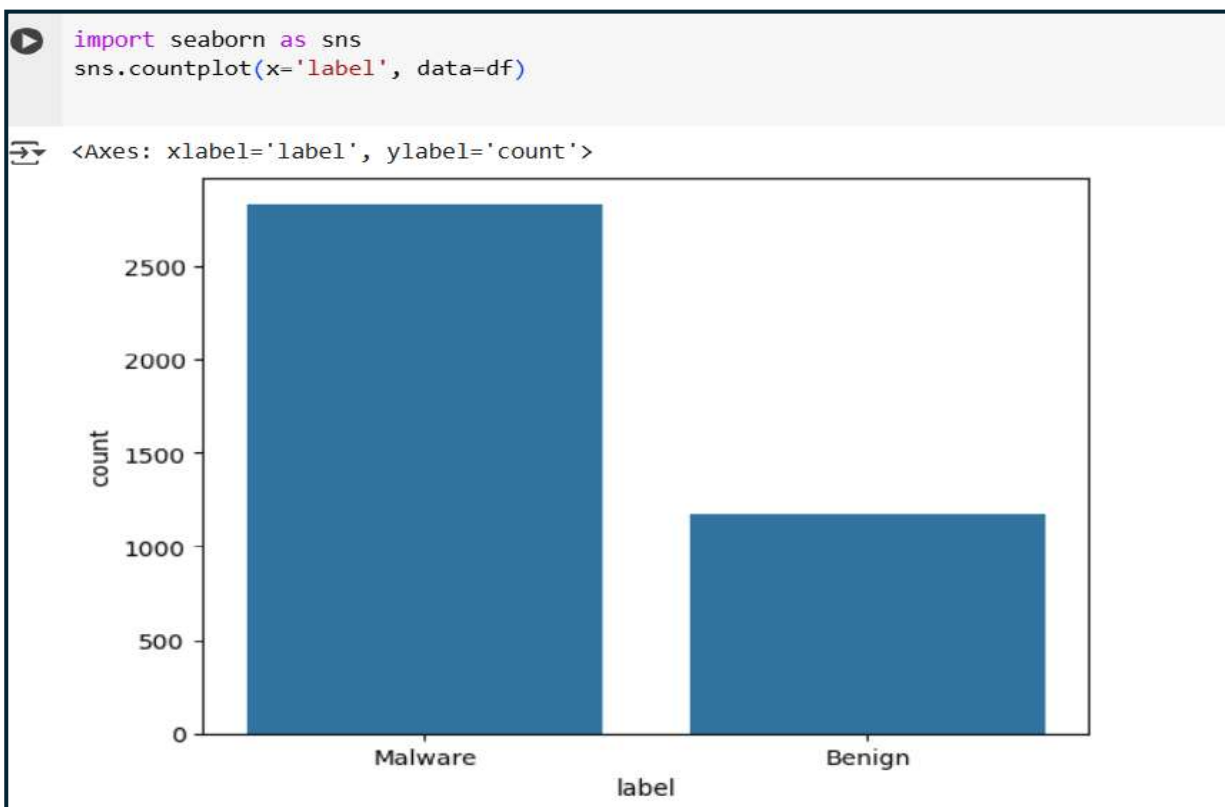 import seaborn as sns
sns.countplot(x='label', data=df)
<Axes: xlabel='label', ylabel='count'>
2500
2000
1500
1000
500
0
count
Malware
Benign
label